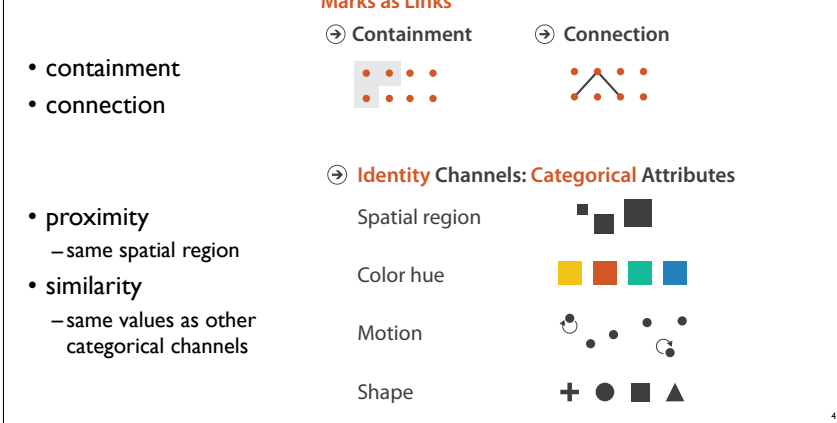 Marks as Links
Containment
Connection
• containment
• connection
Identity Channels: Categorical Attributes
• proximity
– same spatial region
• similarity
– same values as other
categorical channels
Spatial region
Color hue
Motion
Shape
4